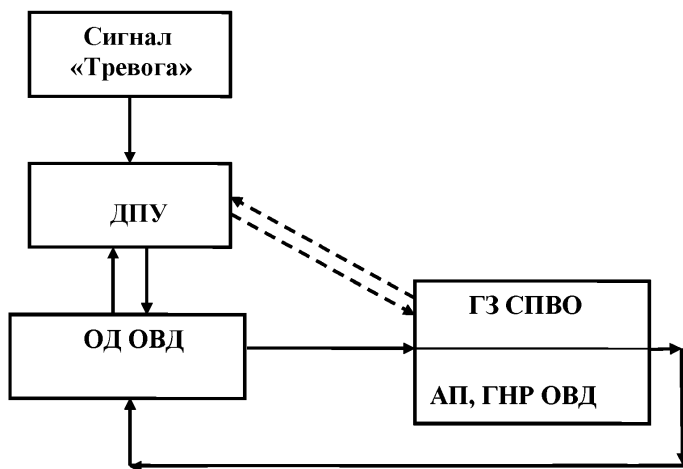 Сигнал
«Тревога»
ДПУ
ГЗ СПВО
ОД ОВД
АП, ГНР ОВД